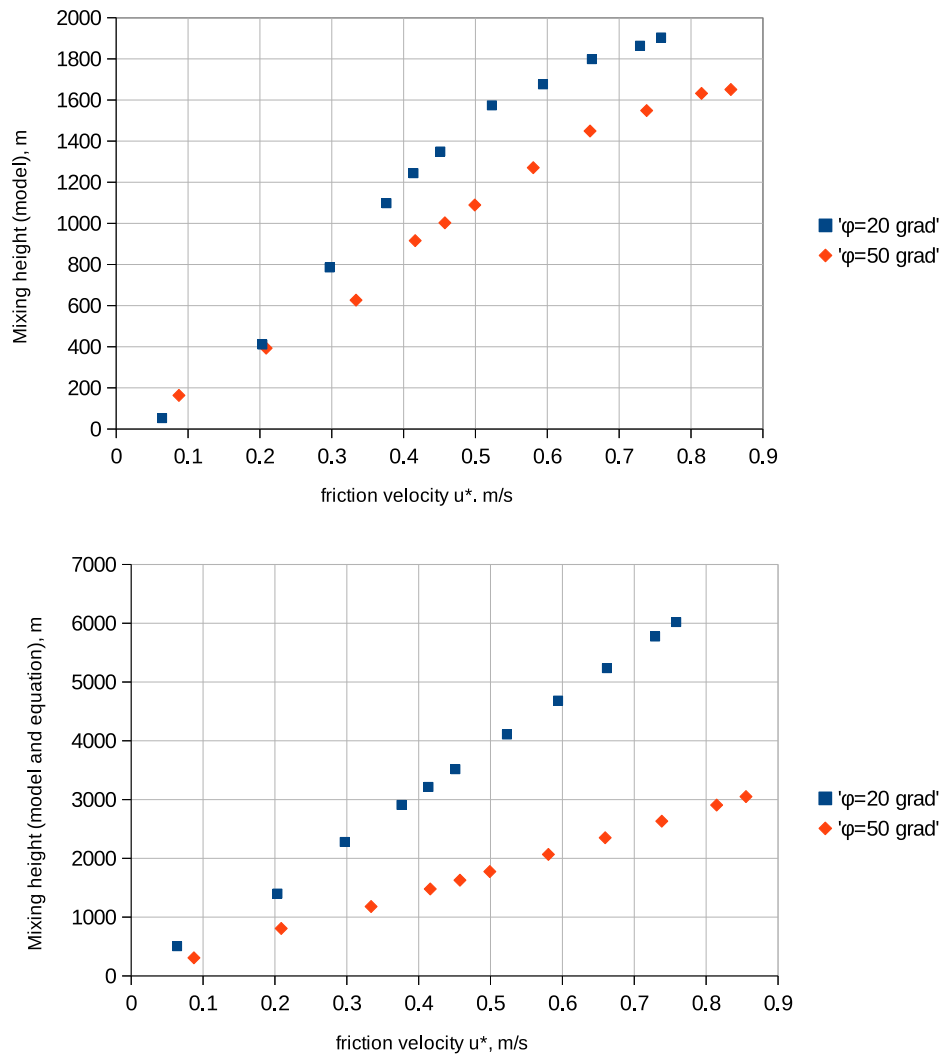 2000
1800
1600
1400
1200
1000
800
600
400
200
0
Mixing height (model), m
0 0.1 0.2 0.3 0.4 0.5 0.6 0.7 0.8 0.9
friction velocity u*. m/s
'φ=20 grad'
'φ=50 grad'
7000
6000
5000
4000
3000
2000
1000
0
Mixing height (model and equation), m
0 0.1 0.2 0.3 0.4 0.5 0.6 0.7 0.8 0.9
friction velocity u*, m/s
'φ=20 grad'
'φ=50 grad'